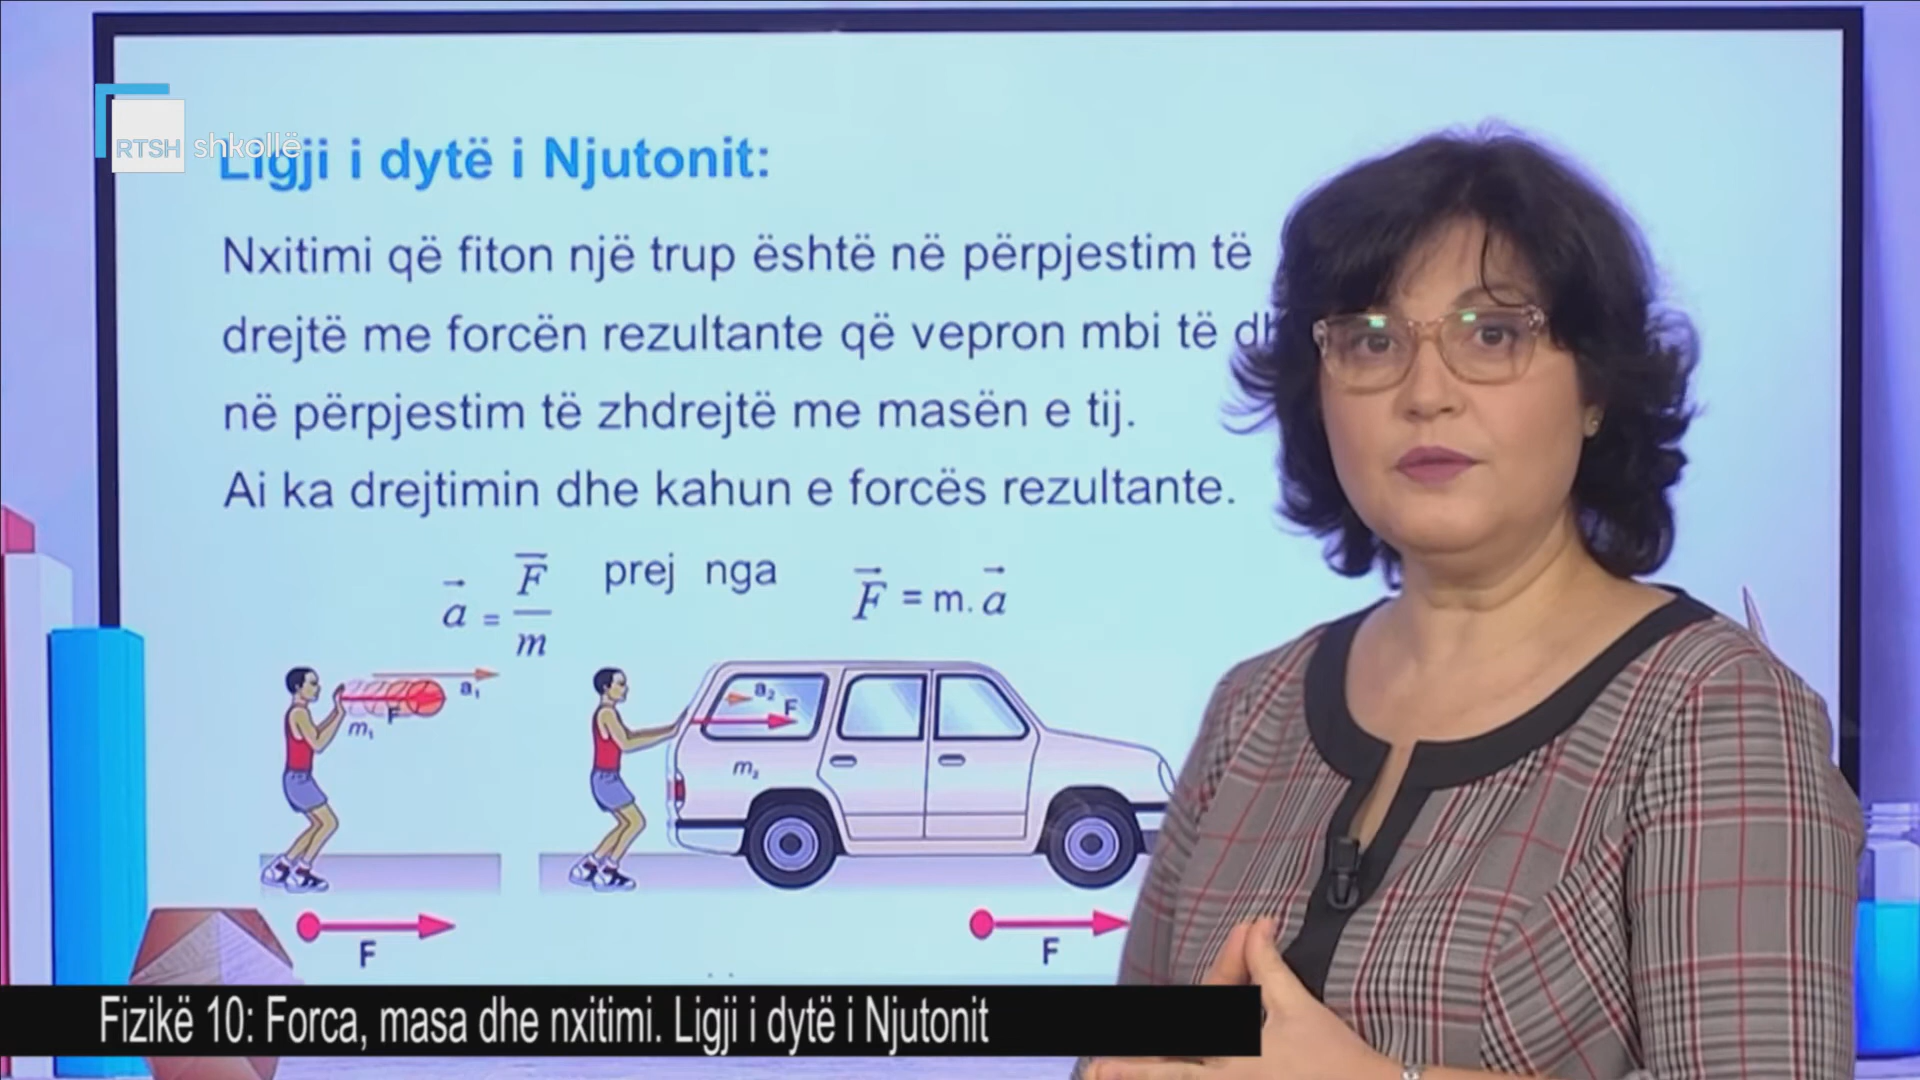 RTSH shkollë
Ligji i dytë i Njutonit:
Nxitimi që fiton një trup është në përpjestim të
drejtë me forcën rezultante që vepron mbi të
në përpjestim të zhdrejtë me masën e tij.
Ai ka drejtimin dhe kahun e forcës rezultante.
a = F/m prej nga F = m.a
a₁ F m₁
a₂ F m₂
F F
Fizikë 10: Forca, masa dhe nxitimi. Ligji i dytë i Njutonit